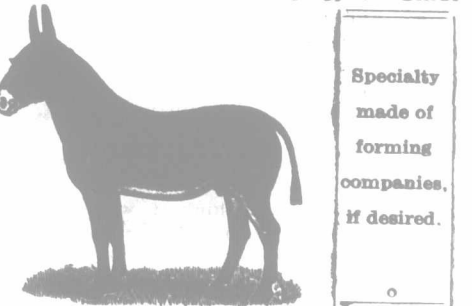 Specialty
made of
forming
companies,
if desired.